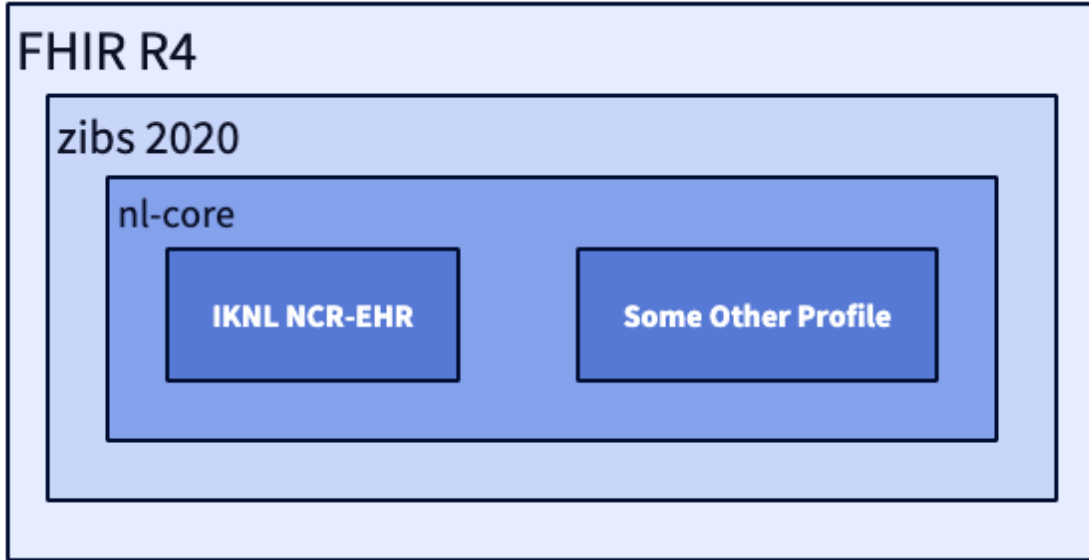 FHIR R4
zibs 2020
nl-core
IKNL NCR-EHR
Some Other Profile